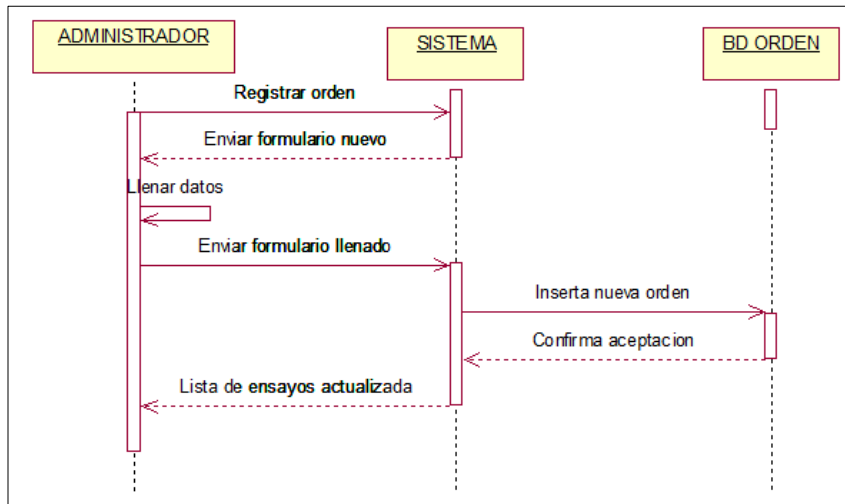 ADMINISTRADOR
SISTEMA
BD ORDEN
Registrar orden
Enviar formulario nuevo
Llenar datos
Enviar formulario llenado
Inserta nueva orden
Confirma aceptacion
Lista de ensayos actualizada